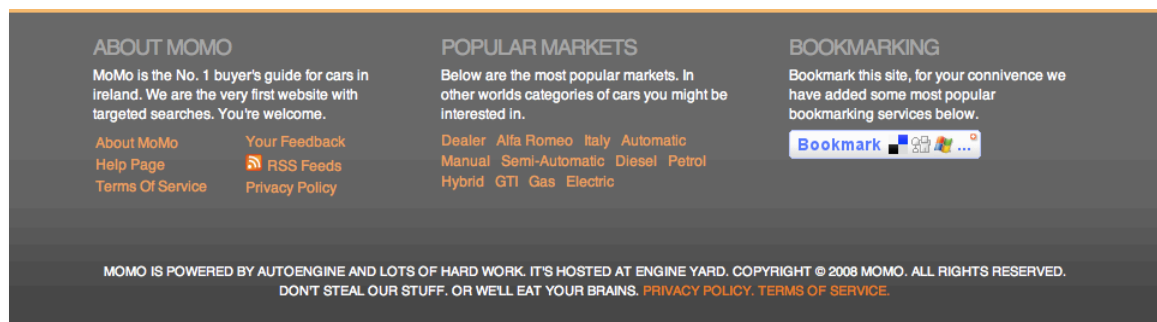 ABOUT MOMO
MoMo is the No. 1 buyer's guide for cars in
ireland. We are the very first website with
targeted searches. You're welcome.
About MoMo
Your Feedback
Help Page
RSS Feeds
Terms Of Service
Privacy Policy
POPULAR MARKETS
Below are the most popular markets. In
other worlds categories of cars you might be
interested in.
Dealer Alfa Romeo Italy Automatic
Manual Semi-Automatic Diesel Petrol
Hybrid GTI Gas Electric
BOOKMARKING
Bookmark this site, for your connivence we
have added some most popular
bookmarking services below.
Bookmark ...
MOMO IS POWERED BY AUTOENGINE AND LOTS OF HARD WORK. IT'S HOSTED AT ENGINE YARD. COPYRIGHT © 2008 MOMO. ALL RIGHTS RESERVED.
DON'T STEAL OUR STUFF. OR WE'LL EAT YOUR BRAINS. PRIVACY POLICY. TERMS OF SERVICE.